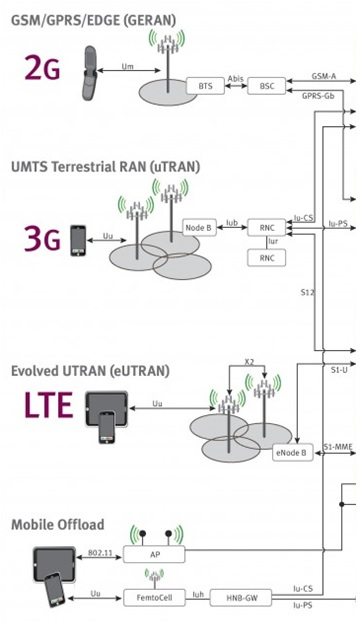 GSM/GPRS/EDGE (GERAN)
2G
Um
BTS
Abis
BSC
GSM-A
GPRS-Gb
UMTS Terrestrial RAN (uTRAN)
3G
Uu
Node B
Iub
RNC
Iu-CS
Iu-PS
Iur
RNC
S12
Evolved UTRAN (eUTRAN)
X2
S1-U
LTE
Uu
eNode B
S1-MME
Mobile Offload
802.11
AP
Uu
FemtoCell
Iuh
HNB-GW
Iu-CS
Iu-PS